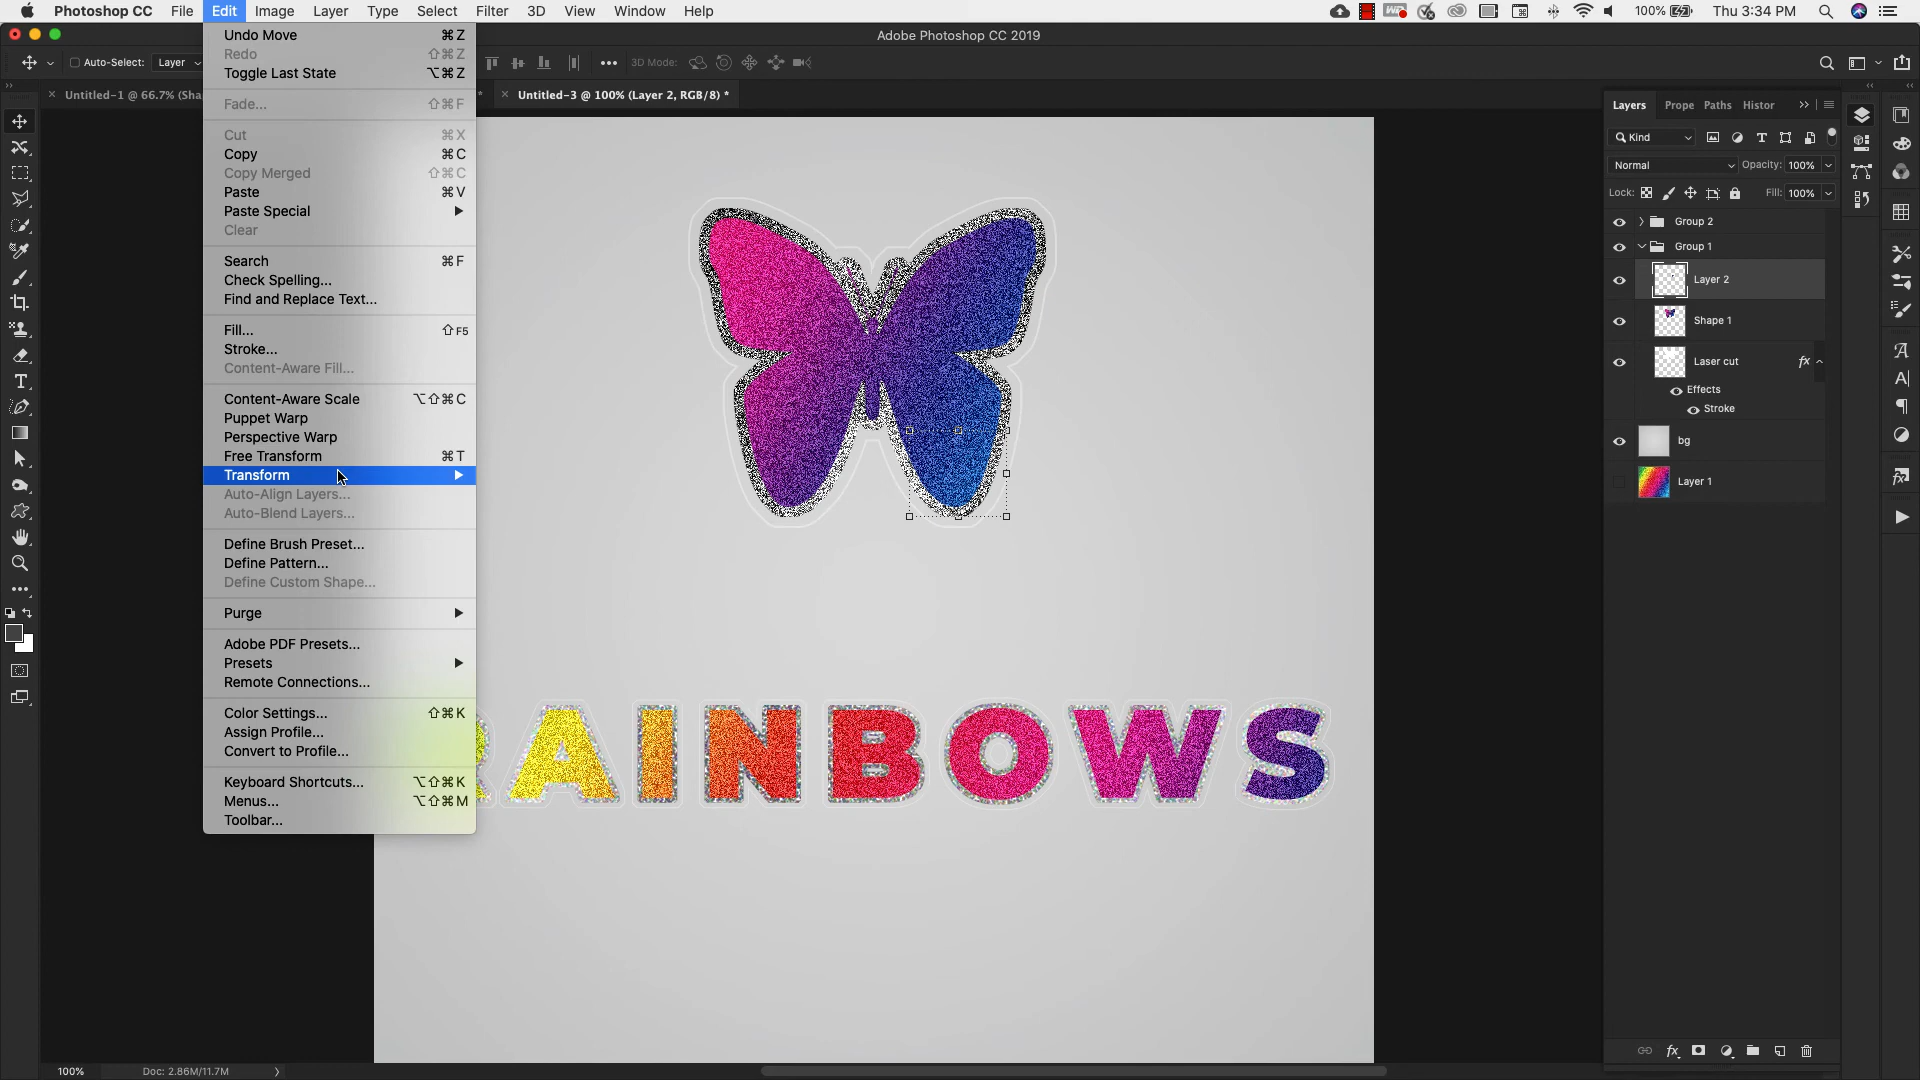 Photoshop CC File Edit Image Layer Type Select Filter 3D View Window Help 100% Thu 3:34 PM
Adobe Photoshop CC 2019
Auto-Select: Layer 3D Mode:
Untitled-1 @ 66.7% (Sha * Untitled-3 @ 100% (Layer 2, RGB/8) *
Undo Move ⌘Z
Redo ⇧⌘Z
Toggle Last State ⌥⌘Z
Fade... ⇧⌘F
Cut ⌘X
Copy ⌘C
Copy Merged ⇧⌘C
Paste ⌘V
Paste Special
Clear
Search ⌘F
Check Spelling...
Find and Replace Text...
Fill... ⇧F5
Stroke...
Content-Aware Fill...
Content-Aware Scale ⌥⇧⌘C
Puppet Warp
Perspective Warp
Free Transform ⌘T
Transform
Auto-Align Layers...
Auto-Blend Layers...
Define Brush Preset...
Define Pattern...
Define Custom Shape...
Purge
Adobe PDF Presets...
Presets
Remote Connections...
Color Settings... ⇧⌘K
Assign Profile...
Convert to Profile...
Keyboard Shortcuts... ⌥⇧⌘K
Menus... ⌥⇧⌘M
Toolbar...
RAINBOWS
Layers Prope Paths Histor
Kind
Normal Opacity: 100%
Lock: Fill: 100%
Group 2
Group 1
Layer 2
Shape 1
Laser cut fx
Effects
Stroke
bg
Layer 1
100% Doc: 2.86M/11.7M